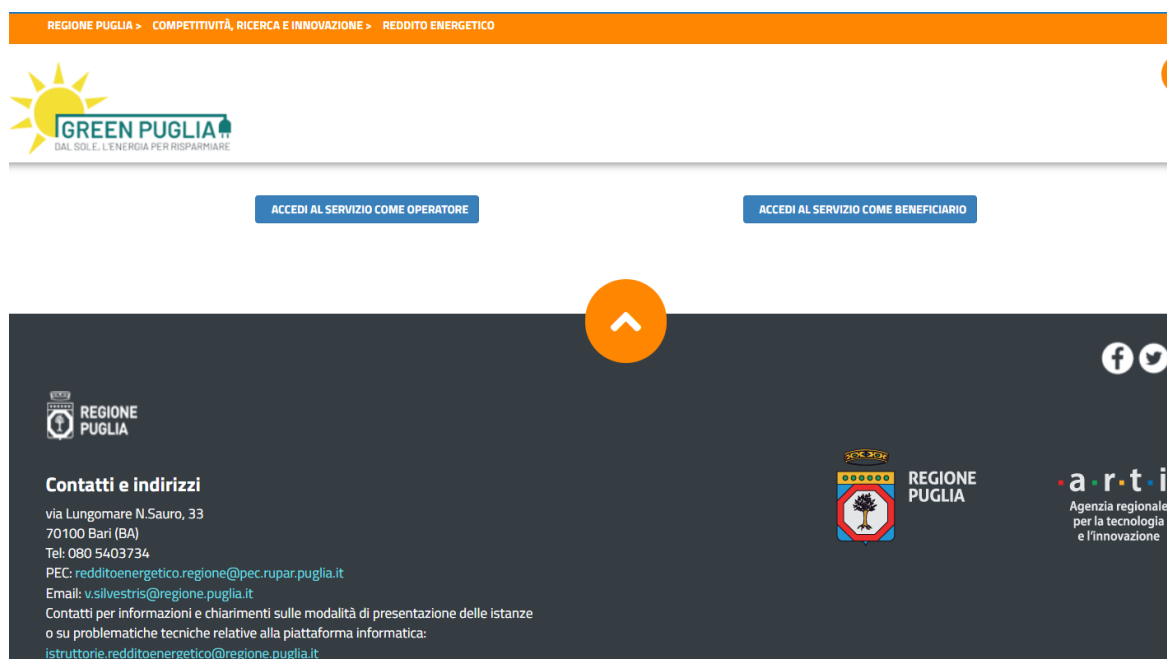 REGIONE PUGLIA > COMPETITIVITÀ, RICERCA E INNOVAZIONE > REDDITO ENERGETICO
GREEN PUGLIA
DAL SOLE, L'ENERGIA PER RISPARMIARE
ACCEDI AL SERVIZIO COME OPERATORE
ACCEDI AL SERVIZIO COME BENEFICIARIO
REGIONE
PUGLIA
Contatti e indirizzi
via Lungomare N.Sauro, 33
70100 Bari (BA)
Tel: 080 5403734
PEC: redditoenergetico.regione@pec.rupar.puglia.it
Email: v.silvestris@regione.puglia.it
Contatti per informazioni e chiarimenti sulle modalità di presentazione delle istanze
o su problematiche tecniche relative alla piattaforma informatica:
istruttorie.redditoenergetico@regione.puglia.it
REGIONE
PUGLIA
a·r·t·i
Agenzia regionale
per la tecnologia
e l'innovazione